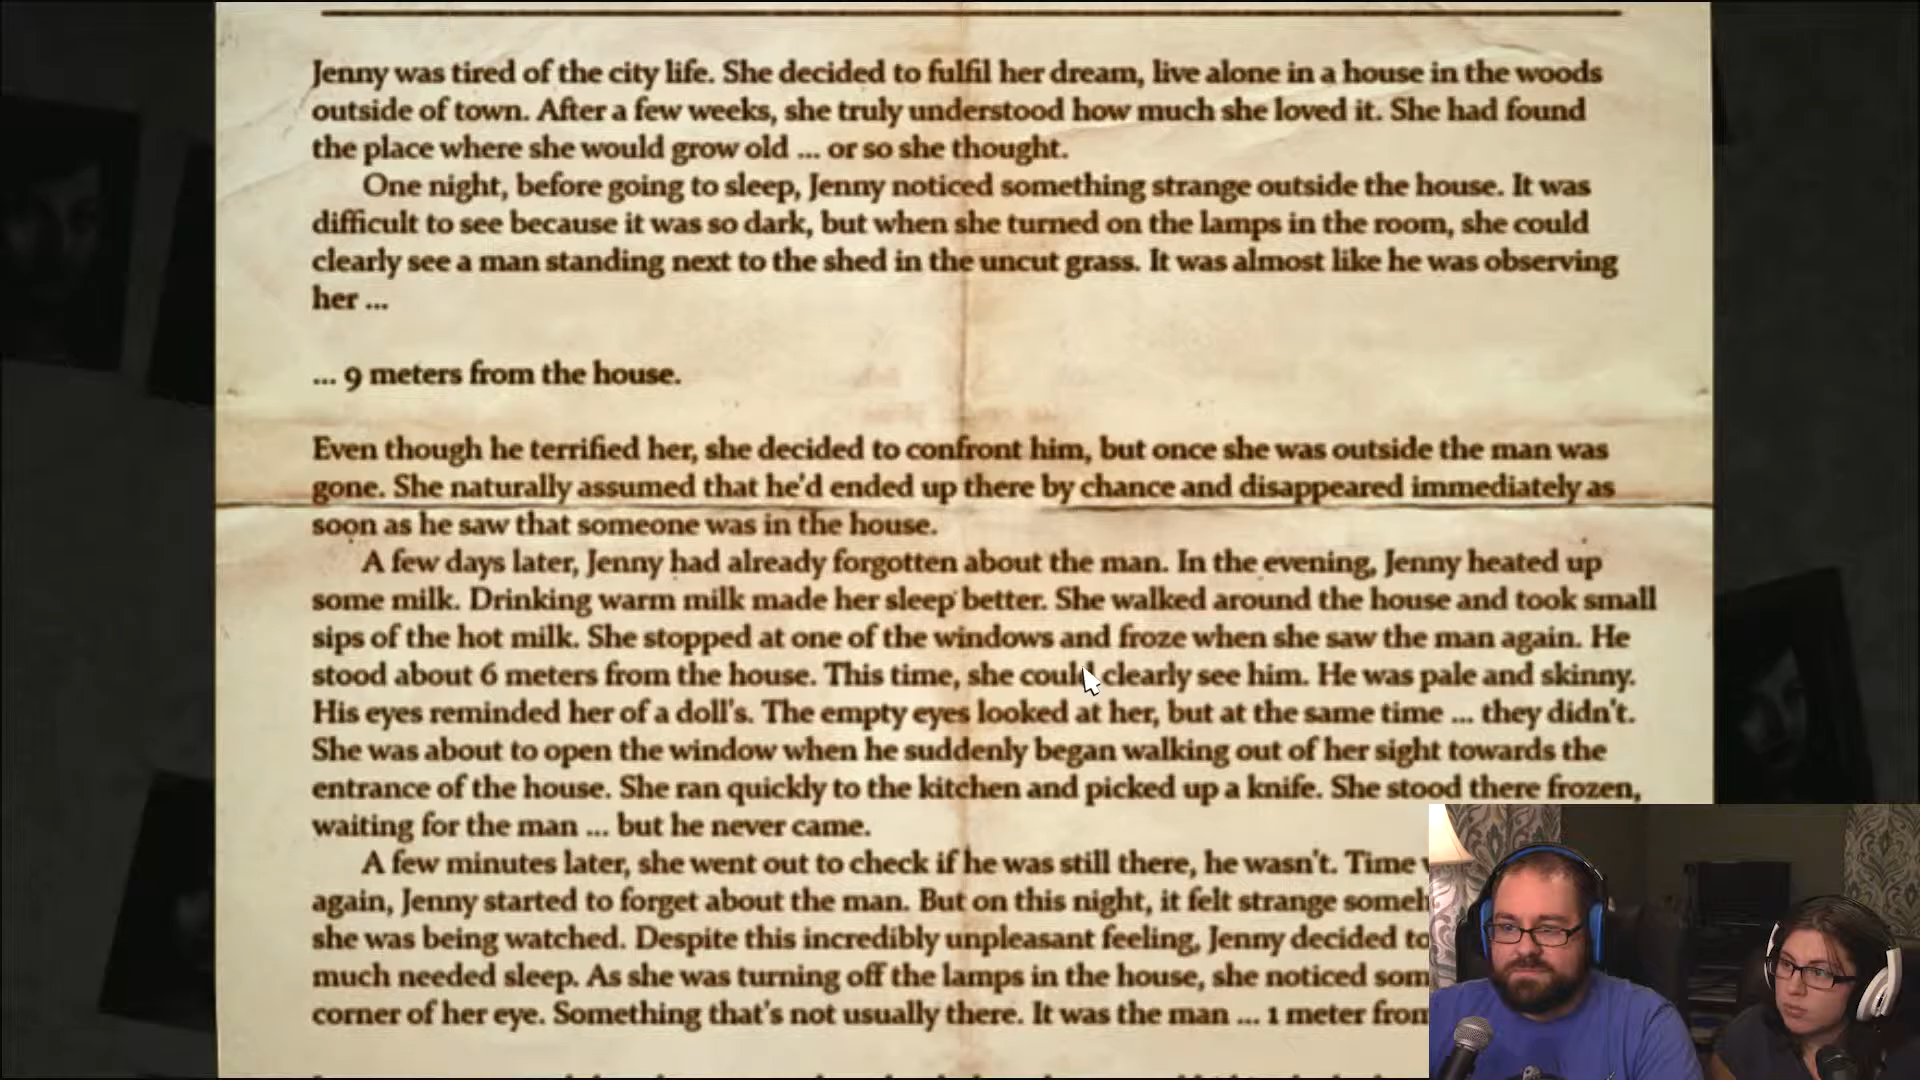 Jenny was tired of the city life. She decided to fulfil her dream, live alone in a house in the woods
outside of town. After a few weeks, she truly understood how much she loved it. She had found
the place where she would grow old ... or so she thought.
One night, before going to sleep, Jenny noticed something strange outside the house. It was
difficult to see because it was so dark, but when she turned on the lamps in the room, she could
clearly see a man standing next to the shed in the uncut grass. It was almost like he was observing
her ...
... 9 meters from the house.
Even though he terrified her, she decided to confront him, but once she was outside the man was
gone. She naturally assumed that he'd ended up there by chance and disappeared immediately as
soon as he saw that someone was in the house.
A few days later, Jenny had already forgotten about the man. In the evening, Jenny heated up
some milk. Drinking warm milk made her sleep better. She walked around the house and took small
sips of the hot milk. She stopped at one of the windows and froze when she saw the man again. He
stood about 6 meters from the house. This time, she could clearly see him. He was pale and skinny.
His eyes reminded her of a doll's. The empty eyes looked at her, but at the same time ... they didn't.
She was about to open the window when he suddenly began walking out of her sight towards the
entrance of the house. She ran quickly to the kitchen and picked up a knife. She stood there frozen,
waiting for the man ... but he never came.
A few minutes later, she went out to check if he was still there, he wasn't. Time
again, Jenny started to forget about the man. But on this night, it felt strange
she was being watched. Despite this incredibly unpleasant feeling, Jenny decided to
much needed sleep. As she was turning off the lamps in the house, she noticed
corner of her eye. Something that's not usually there. It was the man ... 1 meter